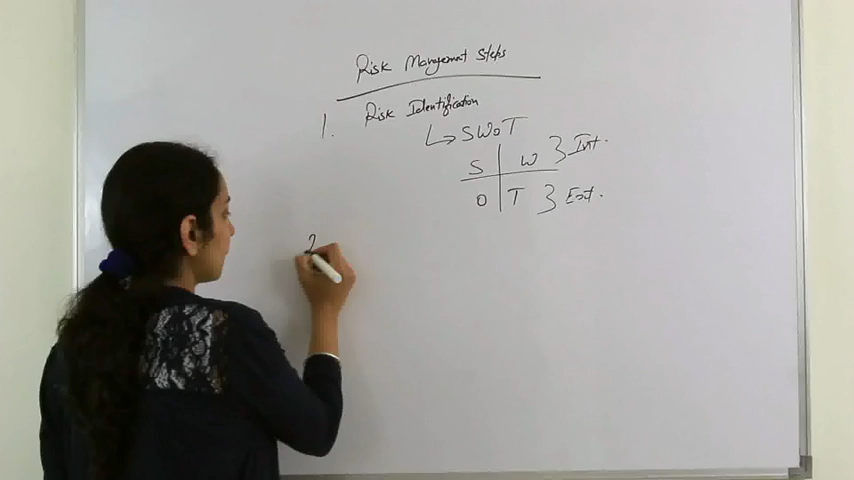 Risk Management Steps
1. Risk Identification
↳ SWOT
S | W } Int.
O | T } Ext.
2